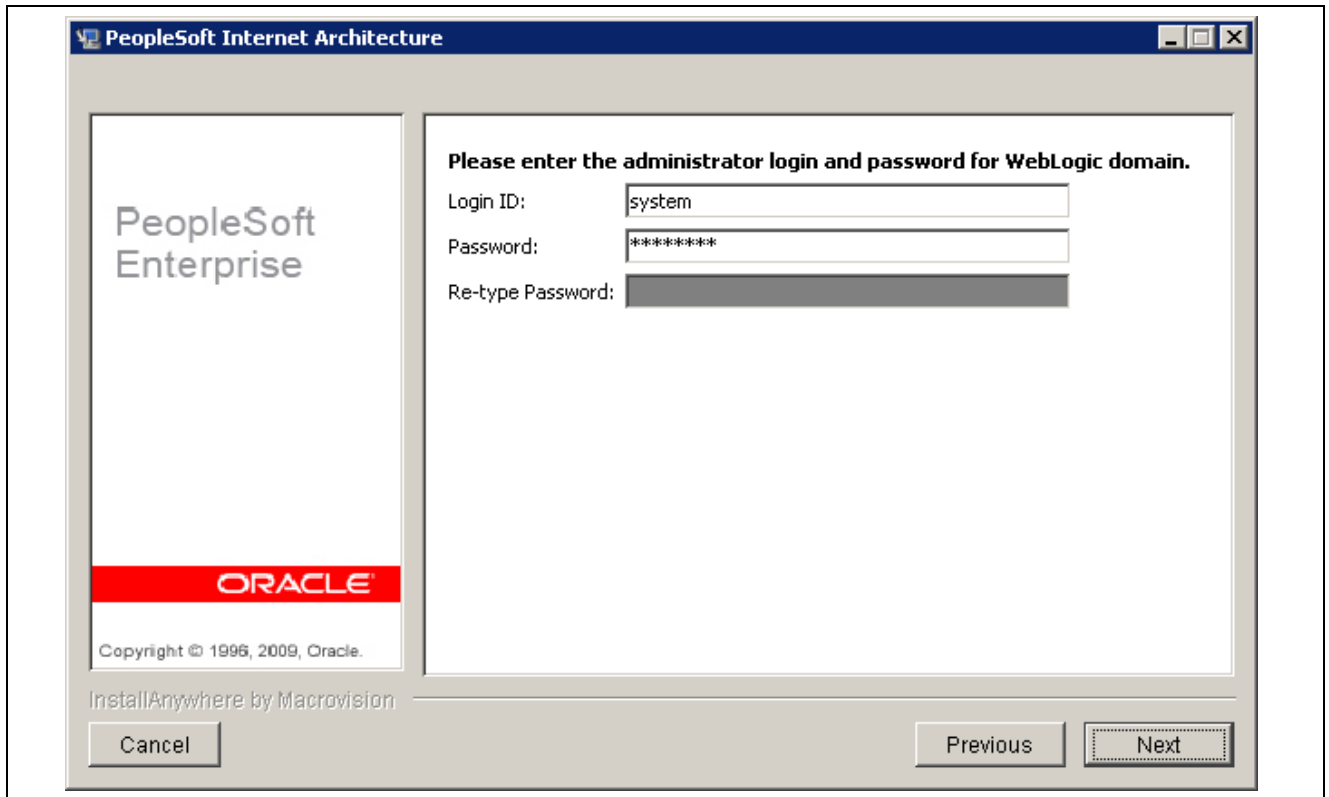 PeopleSoft Internet Architecture
PeopleSoft
Enterprise
ORACLE
Copyright © 1996, 2009, Oracle.
Please enter the administrator login and password for WebLogic domain.
Login ID: system
Password: ********
Re-type Password:
InstallAnywhere by Macrovision
Cancel
Previous
Next